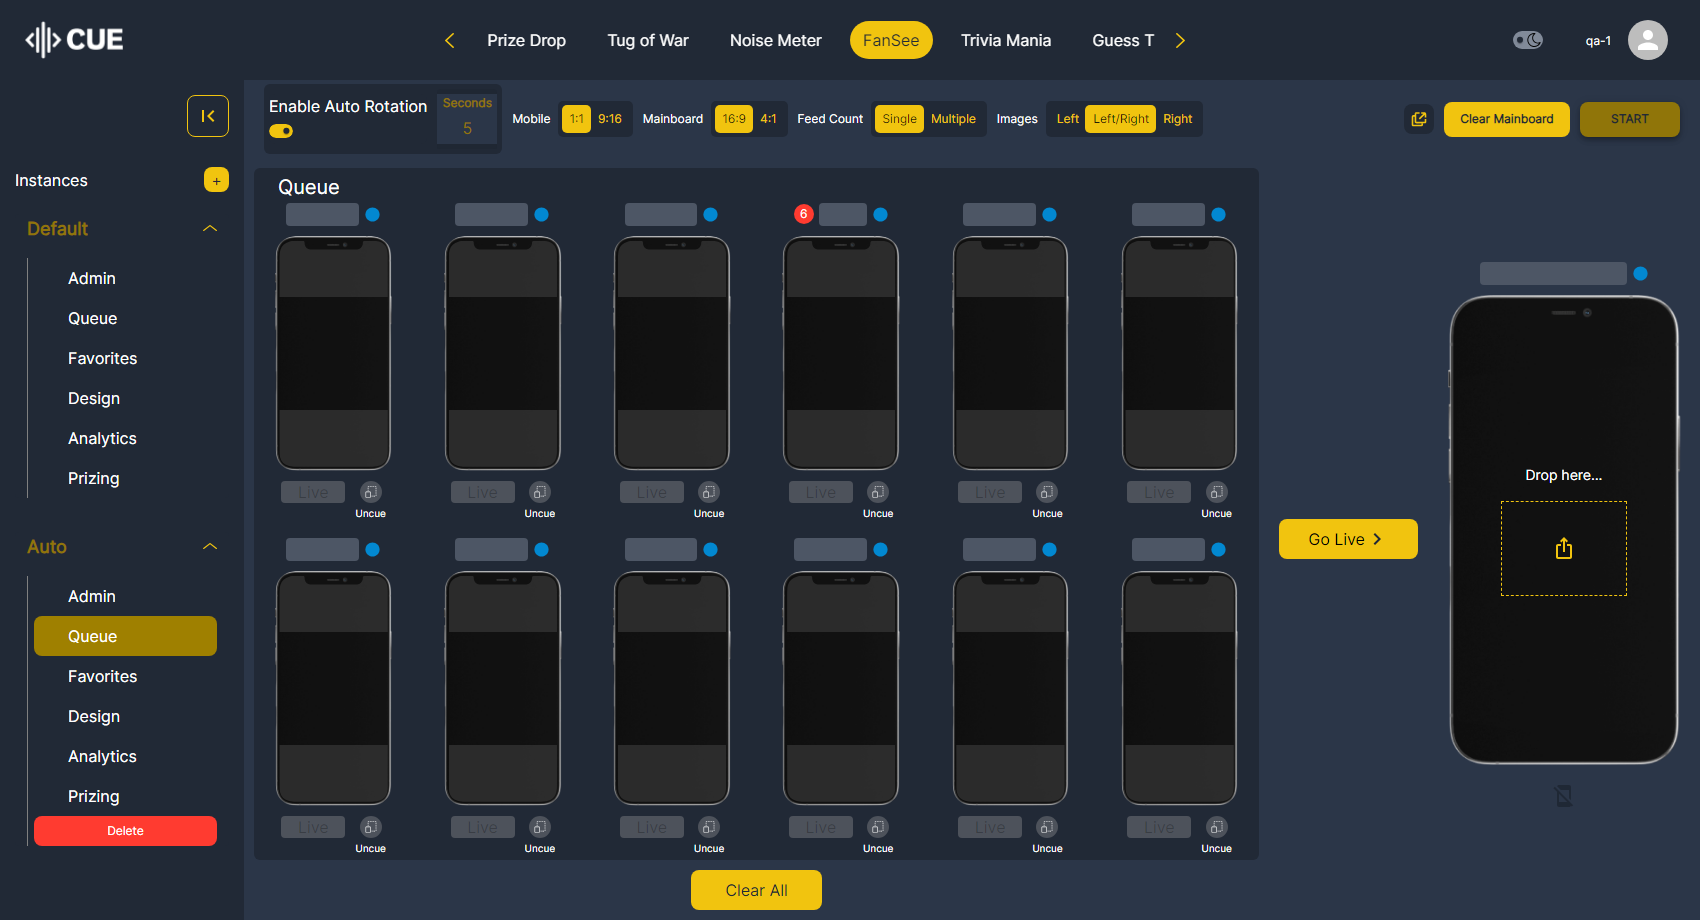 CUE
Prize Drop
Tug of War
Noise Meter
FanSee
Trivia Mania
Guess T
qa-1
Enable Auto Rotation
Seconds
5
Mobile
1:1
9:16
Mainboard
16:9
4:1
Feed Count
Single
Multiple
Images
Left
Left/Right
Right
Clear Mainboard
START
Instances
+
Default
Admin
Queue
Favorites
Design
Analytics
Prizing
Auto
Admin
Queue
Favorites
Design
Analytics
Prizing
Delete
Queue
6
Live
Live
Live
Live
Live
Live
Uncue
Uncue
Uncue
Uncue
Uncue
Uncue
Live
Live
Live
Live
Live
Live
Uncue
Uncue
Uncue
Uncue
Uncue
Uncue
Clear All
Go Live
Drop here...